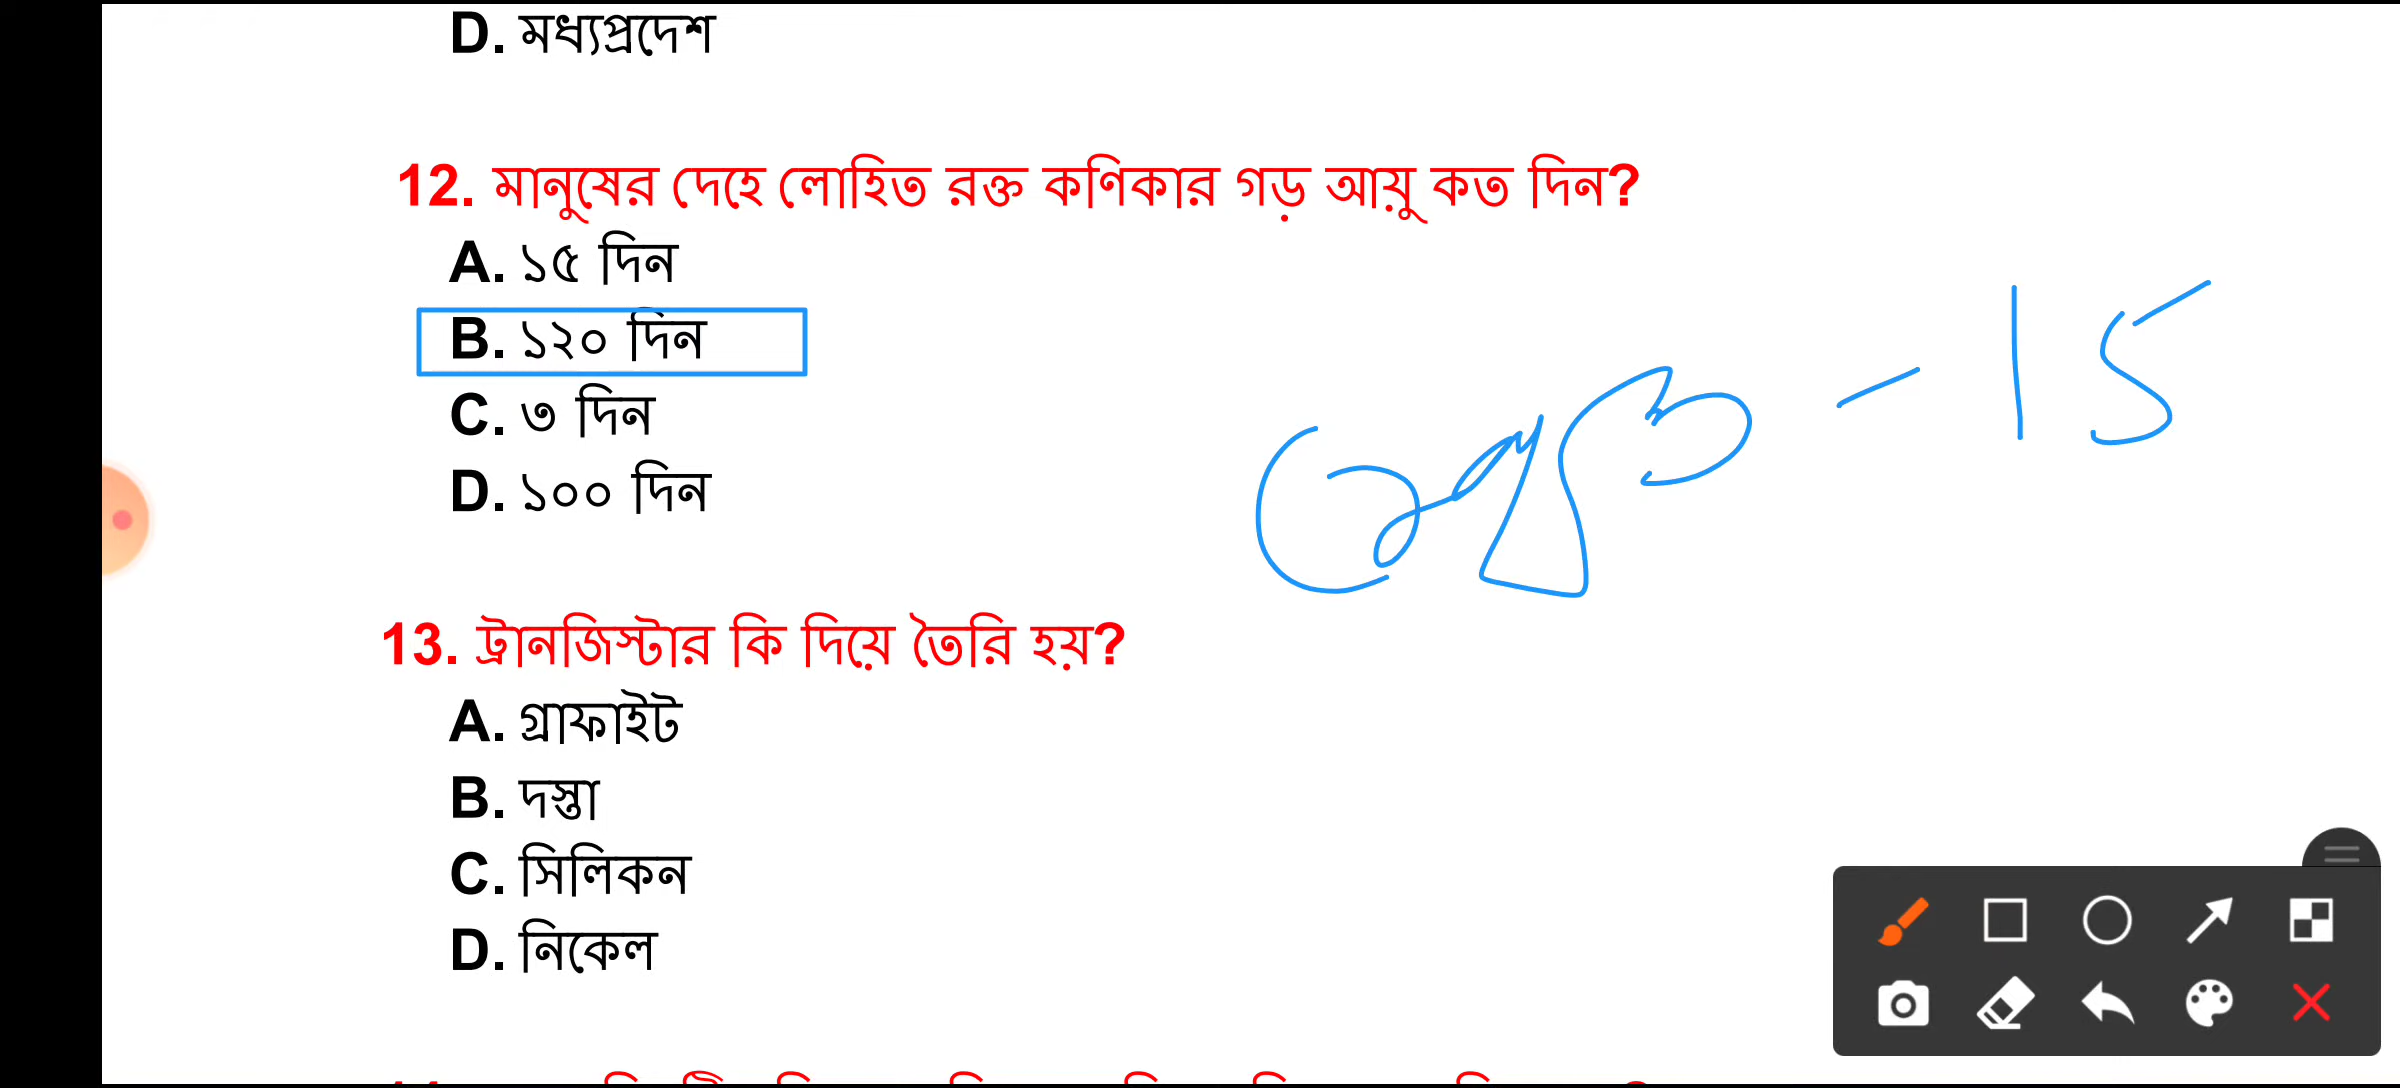 D. মধ্যপ্রদেশ
12. মানুষের দেহে লোহিত রক্ত কণিকার গড় আয়ু কত দিন?
A. ১৫ দিন
B. ১২০ দিন
C. ৩ দিন
D. ১০০ দিন
- 15
13. ট্রানজিস্টার কি দিয়ে তৈরি হয়?
A. গ্রাফাইট
B. দস্তা
C. সিলিকন
D. নিকেল